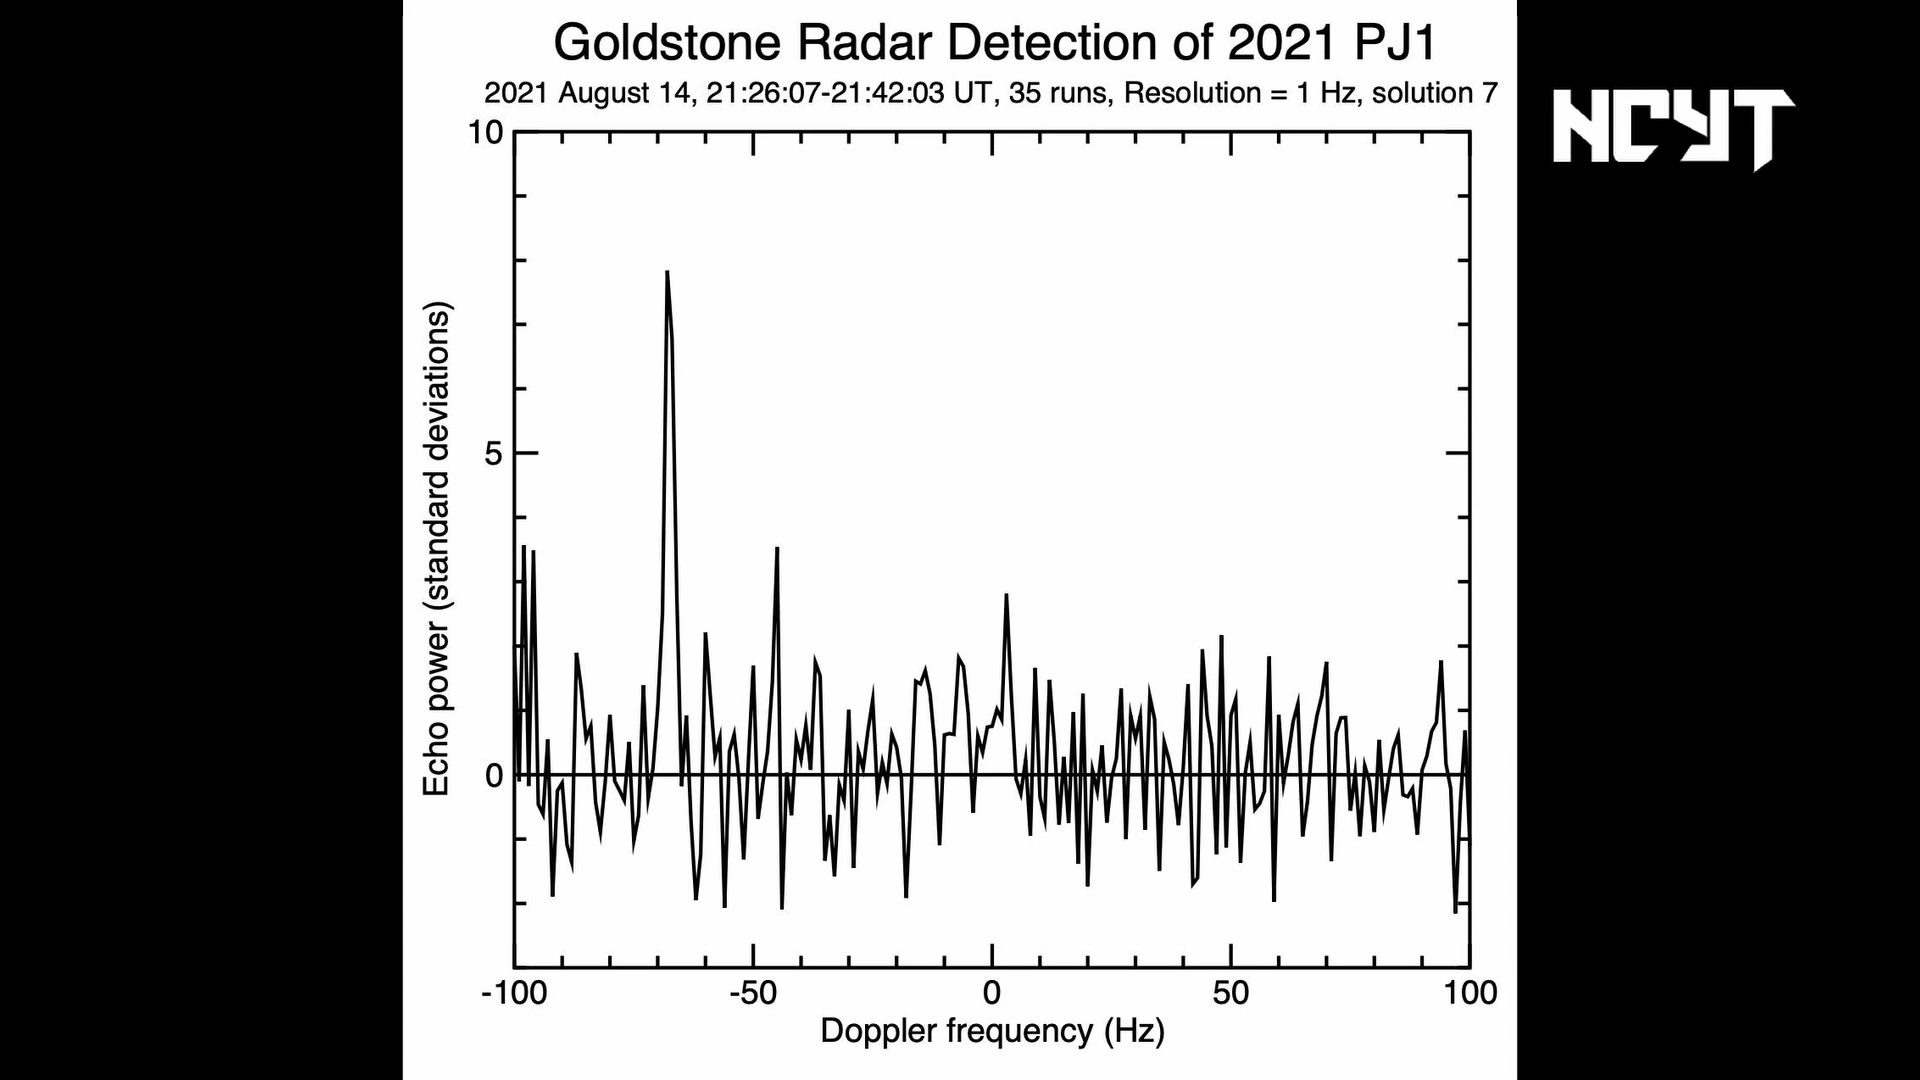 Goldstone Radar Detection of 2021 PJ1
2021 August 14, 21:26:07-21:42:03 UT, 35 runs, Resolution = 1 Hz, solution 7
NCYT
10
5
0
Echo power (standard deviations)
-100 -50 0 50 100
Doppler frequency (Hz)